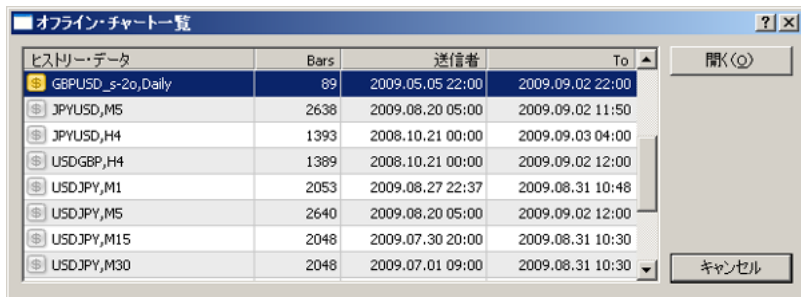 オフライン・チャート一覧
ヒストリー・データ Bars 送信者 To 開く(O)
GBPUSD_s-2o,Daily 89 2009.05.05 22:00 2009.09.02 22:00
JPYUSD,M5 2638 2009.08.20 05:00 2009.09.02 11:50
JPYUSD,H4 1393 2008.10.21 00:00 2009.09.03 04:00
USDGBP,H4 1389 2008.10.21 00:00 2009.09.02 12:00
USDJPY,M1 2053 2009.08.27 22:37 2009.08.31 10:48
USDJPY,M5 2640 2009.08.20 05:00 2009.09.02 12:00
USDJPY,M15 2048 2009.07.30 20:00 2009.08.31 10:30
USDJPY,M30 2048 2009.07.01 09:00 2009.08.31 10:30 キャンセル